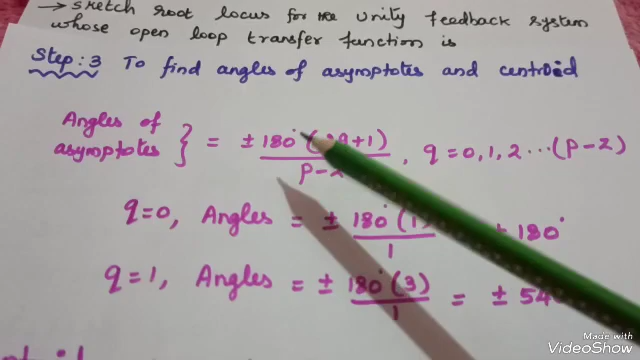 → Sketch root locus for the unity feedback system
whose open loop transfer function is
Step:3 To find angles of asymptotes and centroid
Angles of asymptotes } = ± 180° ( q+1) / p- , q = 0,1,2 ... (p-z)
q=0, Angles = ± 180° (1 / 1 ± 180°
q=1, Angles = ± 180° (3) / 1 = ± 54
Made with
VideoShow